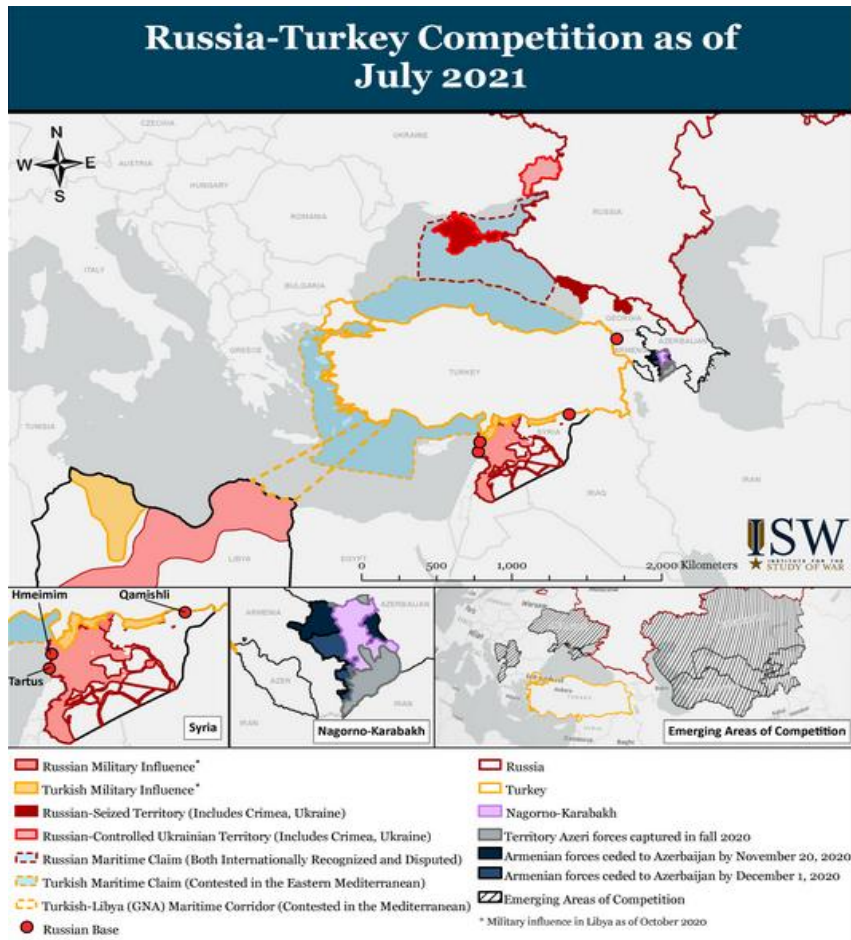 Russia-Turkey Competition as of
July 2021
N
W E
S
CZECHIA
UKRAINE
AUSTRIA
HUNGARY
ROMANIA
RUSSIA
ITALY
BULGARIA
GEORGIA
AZERBAIJAN
ARMENIA
GREECE
TURKEY
TUNISIA
SYRIA
IRAQ
IRAN
LIBYA
EGYPT
0 500 1,000 2,000 Kilometers
ISW
INSTITUTE FOR THE
STUDY OF WAR
Hmeimim
Qamishli
Tartus
Syria
ARMENIA
AZERBAIJAN
AZER
IRAN
IRAN
Nagorno-Karabakh
Warsaw
Ankara
TURKEY
Emerging Areas of Competition
Russian Military Influence*
Turkish Military Influence*
Russian-Seized Territory (Includes Crimea, Ukraine)
Russian-Controlled Ukrainian Territory (Includes Crimea, Ukraine)
Russian Maritime Claim (Both Internationally Recognized and Disputed)
Turkish Maritime Claim (Contested in the Eastern Mediterranean)
Turkish-Libya (GNA) Maritime Corridor (Contested in the Mediterranean)
Russian Base
Russia
Turkey
Nagorno-Karabakh
Territory Azeri forces captured in fall 2020
Armenian forces ceded to Azerbaijan by November 20, 2020
Armenian forces ceded to Azerbaijan by December 1, 2020
Emerging Areas of Competition
* Military influence in Libya as of October 2020